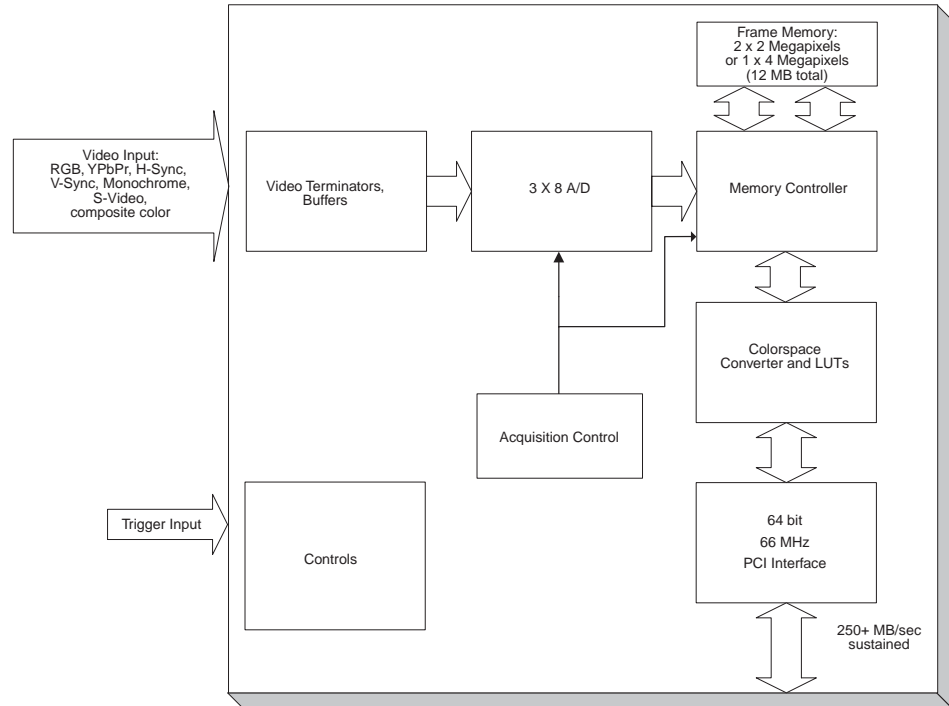 Frame Memory:
2 x 2 Megapixels
or 1 x 4 Megapixels
(12 MB total)
Video Input:
RGB, YPbPr, H-Sync,
V-Sync, Monochrome,
S-Video,
composite color
Video Terminators,
Buffers
3 X 8 A/D
Memory Controller
Colorspace
Converter and LUTs
Acquisition Control
Trigger Input
Controls
64 bit
66 MHz
PCI Interface
250+ MB/sec
sustained